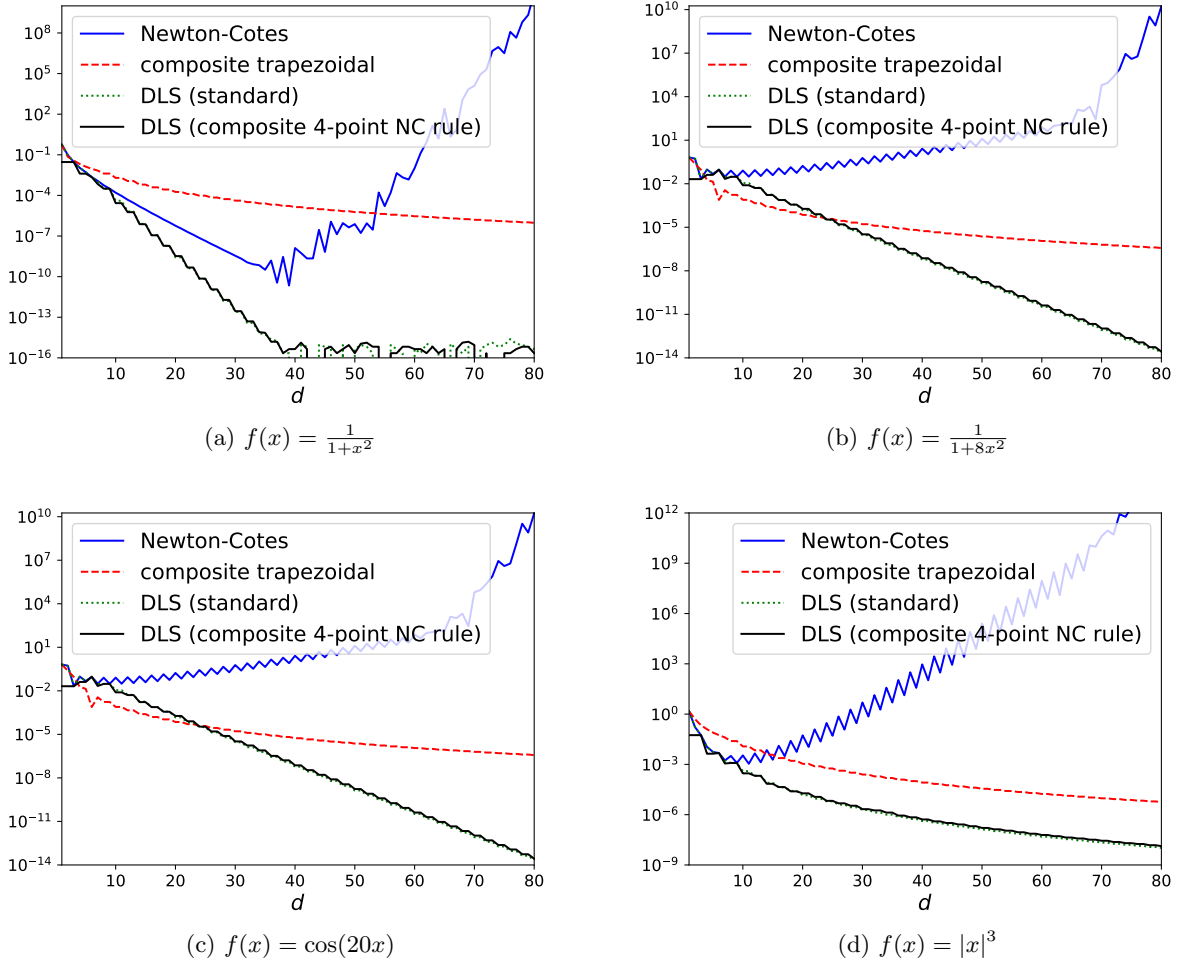 10^8
10^5
10^2
10^{-1}
10^{-4}
10^{-7}
10^{-10}
10^{-13}
10^{-16}
Newton-Cotes
composite trapezoidal
DLS (standard)
DLS (composite 4-point NC rule)
10 20 30 40 50 60 70 80
d
(a) f(x) = \frac{1}{1+x^2}
10^{10}
10^7
10^4
10^1
10^{-2}
10^{-5}
10^{-8}
10^{-11}
10^{-14}
Newton-Cotes
composite trapezoidal
DLS (standard)
DLS (composite 4-point NC rule)
10 20 30 40 50 60 70 80
d
(b) f(x) = \frac{1}{1+8x^2}
10^{10}
10^7
10^4
10^1
10^{-2}
10^{-5}
10^{-8}
10^{-11}
10^{-14}
Newton-Cotes
composite trapezoidal
DLS (standard)
DLS (composite 4-point NC rule)
10 20 30 40 50 60 70 80
d
(c) f(x) = cos(20x)
10^{12}
10^9
10^6
10^3
10^0
10^{-3}
10^{-6}
10^{-9}
Newton-Cotes
composite trapezoidal
DLS (standard)
DLS (composite 4-point NC rule)
10 20 30 40 50 60 70 80
d
(d) f(x) = |x|^3